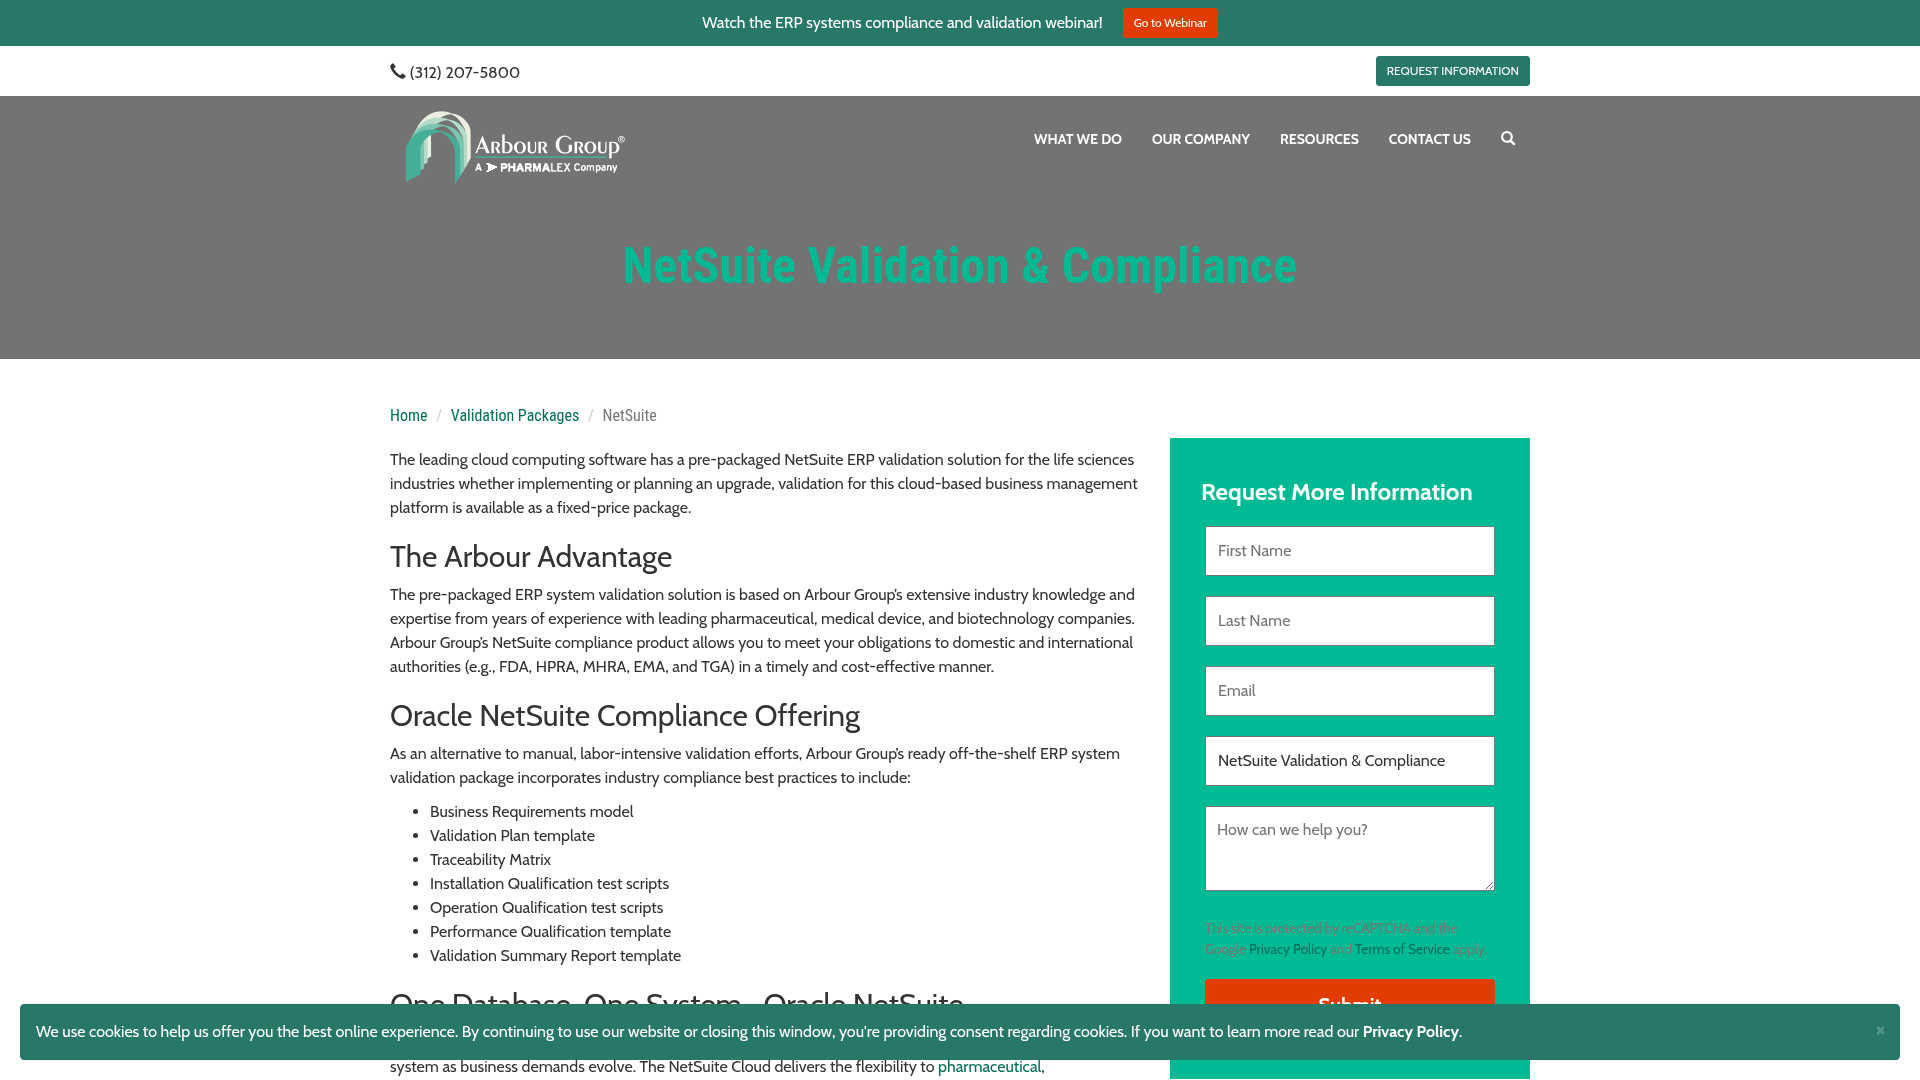 Watch the ERP systems compliance and validation webinar!
Go to Webinar
(312) 207-5800
REQUEST INFORMATION
ARBOUR GROUP®
A PHARMALEX Company
WHAT WE DO
OUR COMPANY
RESOURCES
CONTACT US
NetSuite Validation & Compliance
Home / Validation Packages / NetSuite
The leading cloud computing software has a pre-packaged NetSuite ERP validation solution for the life sciences
industries whether implementing or planning an upgrade, validation for this cloud-based business management
platform is available as a fixed-price package.
The Arbour Advantage
The pre-packaged ERP system validation solution is based on Arbour Group's extensive industry knowledge and
expertise from years of experience with leading pharmaceutical, medical device, and biotechnology companies.
Arbour Group's NetSuite compliance product allows you to meet your obligations to domestic and international
authorities (e.g., FDA, HPRA, MHRA, EMA, and TGA) in a timely and cost-effective manner.
Oracle NetSuite Compliance Offering
As an alternative to manual, labor-intensive validation efforts, Arbour Group's ready off-the-shelf ERP system
validation package incorporates industry compliance best practices to include:
• Business Requirements model
• Validation Plan template
• Traceability Matrix
• Installation Qualification test scripts
• Operation Qualification test scripts
• Performance Qualification template
• Validation Summary Report template
One Database, One System – Oracle NetSuite
system as business demands evolve. The NetSuite Cloud delivers the flexibility to pharmaceutical,
Request More Information
First Name
Last Name
Email
NetSuite Validation & Compliance
How can we help you?
This site is protected by reCAPTCHA and the
Google Privacy Policy and Terms of Service apply.
Submit
We use cookies to help us offer you the best online experience. By continuing to use our website or closing this window, you're providing consent regarding cookies. If you want to learn more read our Privacy Policy.
×